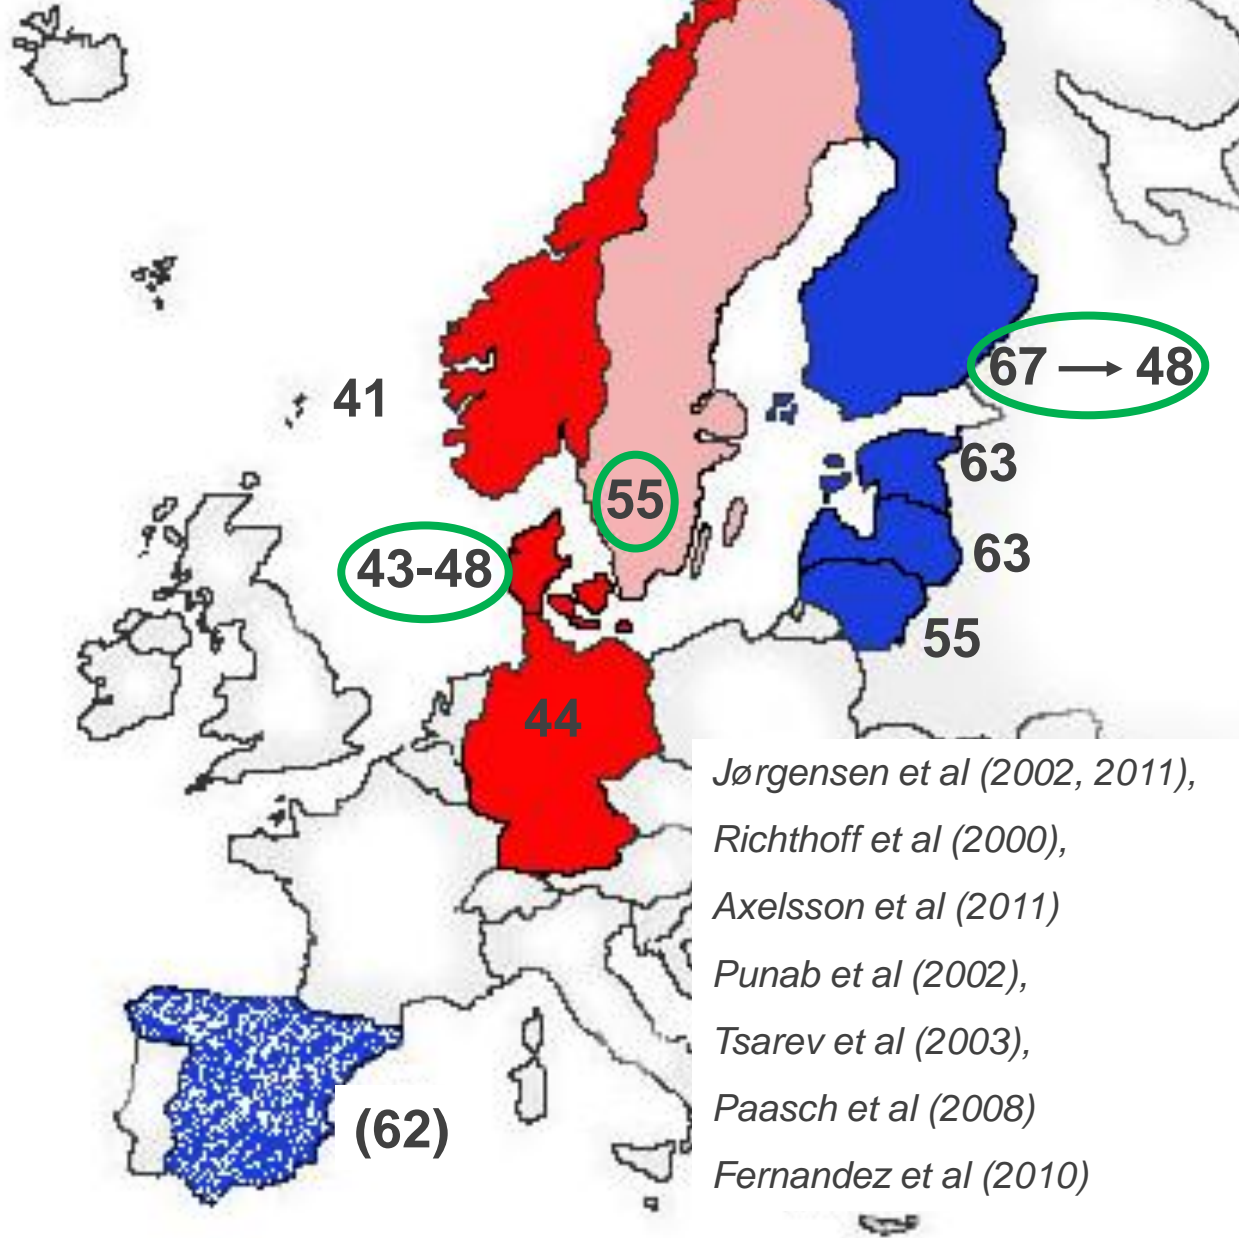 67 → 48
41
63
55
43-48
63
55
44
Jørgensen et al (2002, 2011),
Richthoff et al (2000),
Axelsson et al (2011)
Punab et al (2002),
Tsarev et al (2003),
Paasch et al (2008)
Fernandez et al (2010)
(62)